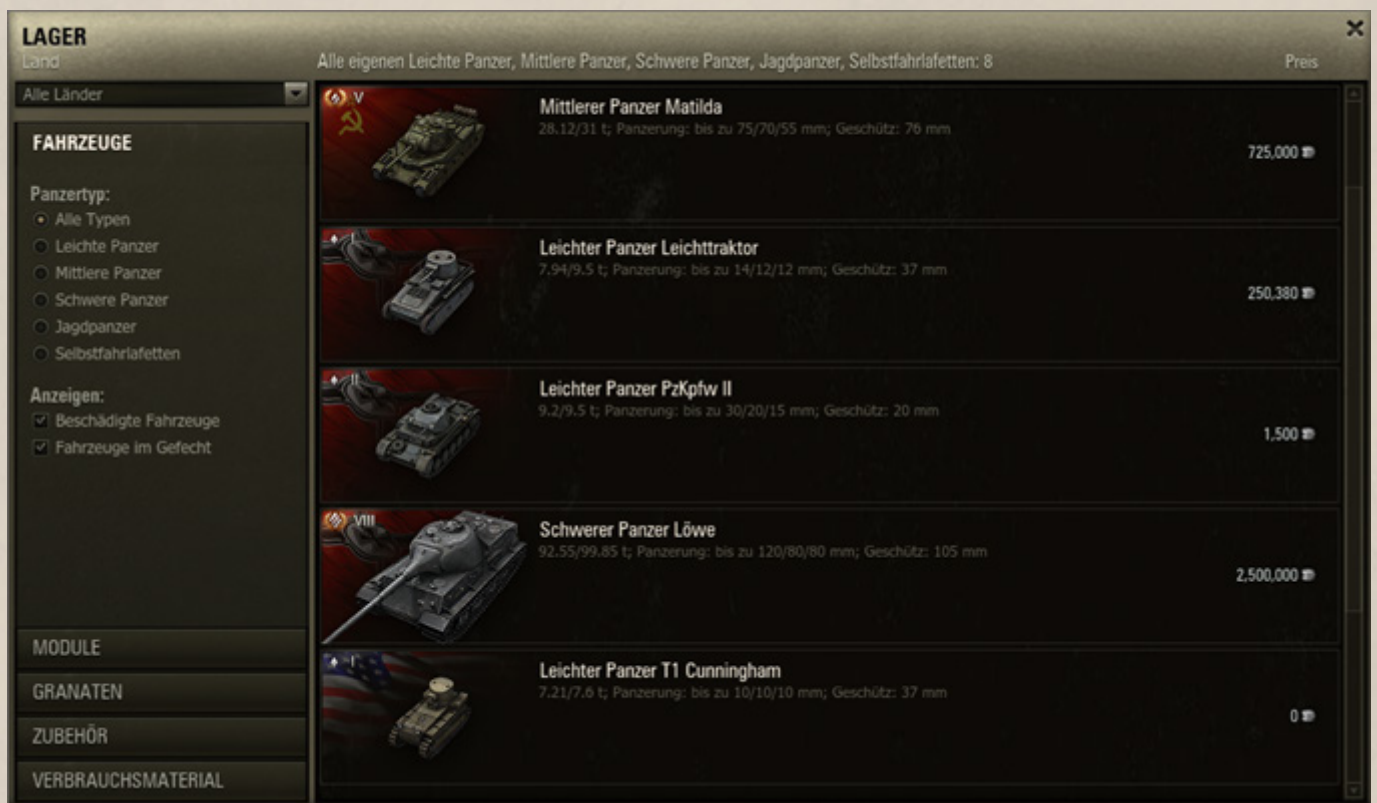 LAGER
Land
Alle eigenen Leichte Panzer, Mittlere Panzer, Schwere Panzer, Jagdpanzer, Selbstfahrlafetten: 8
Preis
Alle Länder
FAHRZEUGE
Panzertyp:
Alle Typen
Leichte Panzer
Mittlere Panzer
Schwere Panzer
Jagdpanzer
Selbstfahrlafetten
Anzeigen:
Beschädigte Fahrzeuge
Fahrzeuge im Gefecht
MODULE
GRANATEN
ZUBEHÖR
VERBRAUCHSMATERIAL
V
Mittlerer Panzer Matilda
28.12/31 t; Panzerung: bis zu 75/70/55 mm; Geschütz: 76 mm
725,000
I
Leichter Panzer Leichttraktor
7.94/9.5 t; Panzerung: bis zu 14/12/12 mm; Geschütz: 37 mm
250,380
II
Leichter Panzer PzKpfw II
9.2/9.5 t; Panzerung: bis zu 30/20/15 mm; Geschütz: 20 mm
1,500
VIII
Schwerer Panzer Löwe
92.55/99.85 t; Panzerung: bis zu 120/80/80 mm; Geschütz: 105 mm
2,500,000
I
Leichter Panzer T1 Cunningham
7.21/7.6 t; Panzerung: bis zu 10/10/10 mm; Geschütz: 37 mm
0